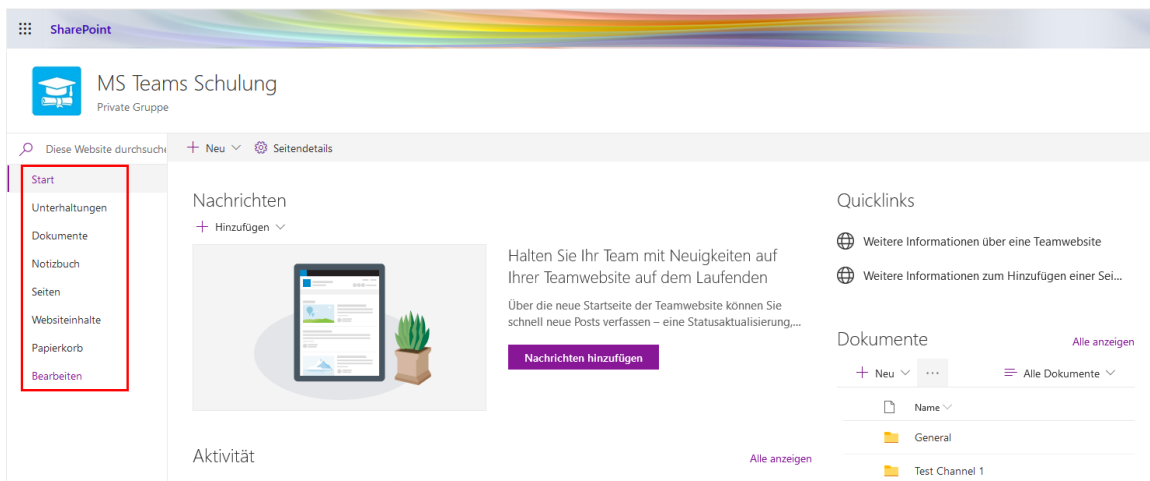 SharePoint
MS Teams Schulung
Private Gruppe
Diese Website durchsuche
Neu
Seitendetails
Start
Unterhaltungen
Dokumente
Notizbuch
Seiten
Websiteinhalte
Papierkorb
Bearbeiten
Nachrichten
Hinzufügen
Halten Sie Ihr Team mit Neuigkeiten auf
Ihrer Teamwebsite auf dem Laufenden
Über die neue Startseite der Teamwebsite können Sie
schnell neue Posts verfassen – eine Statusaktualisierung,...
Nachrichten hinzufügen
Aktivität
Alle anzeigen
Quicklinks
Weitere Informationen über eine Teamwebsite
Weitere Informationen zum Hinzufügen einer Sei...
Dokumente
Alle anzeigen
Neu
...
Alle Dokumente
Name
General
Test Channel 1